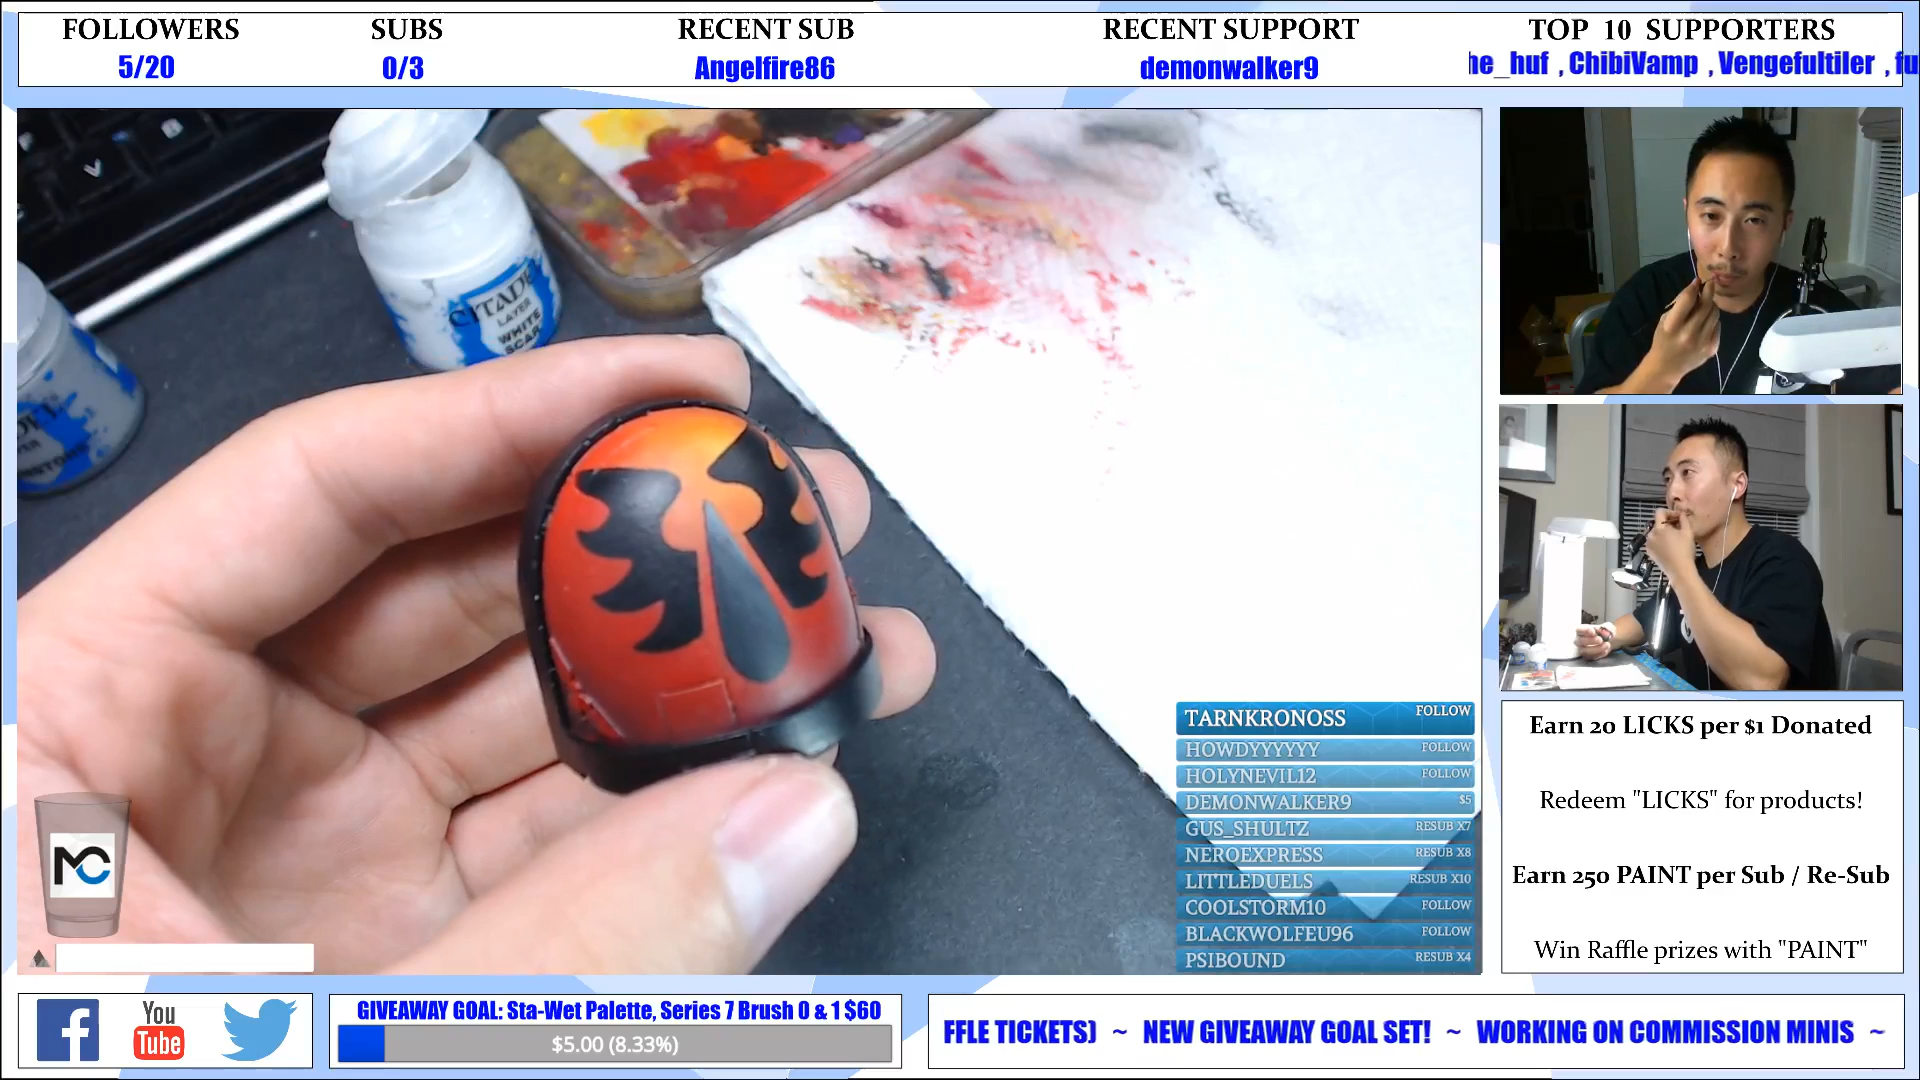 FOLLOWERS
5/20
SUBS
0/3
RECENT SUB
Angelfire86
RECENT SUPPORT
demonwalker9
TOP 10 SUPPORTERS
he_huf , ChibiVamp , Vengefultiler , fu
CITADEL
LAYER
WHITE
SCAR
TARNKRONOSS FOLLOW
HOWDYYYYYY FOLLOW
HOLYNEVIL12 FOLLOW
DEMONWALKER9 $5
GUS_SHULTZ RESUB X7
NEROEXPRESS RESUB X8
LITTLEDUELS RESUB X10
COOLSTORM10 FOLLOW
BLACKWOLFEU96 FOLLOW
PSIBOUND RESUB X4
MC
Earn 20 LICKS per $1 Donated
Redeem "LICKS" for products!
Earn 250 PAINT per Sub / Re-Sub
Win Raffle prizes with "PAINT"
f
You
Tube
GIVEAWAY GOAL: Sta-Wet Palette, Series 7 Brush 0 & 1 $60
$5.00 (8.33%)
FFLE TICKETS) ~ NEW GIVEAWAY GOAL SET! ~ WORKING ON COMMISSION MINIS ~